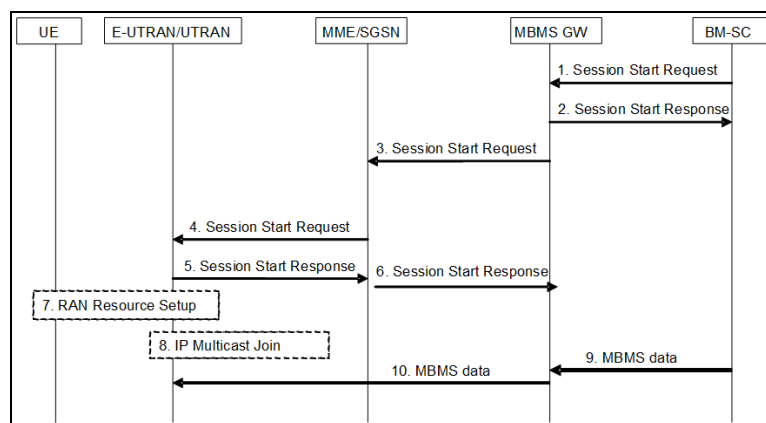 UE
E-UTRAN/UTRAN
MME/SGSN
MBMS GW
BM-SC
1. Session Start Request
2. Session Start Response
3. Session Start Request
4. Session Start Request
5. Session Start Response
6. Session Start Response
7. RAN Resource Setup
8. IP Multicast Join
9. MBMS data
10. MBMS data